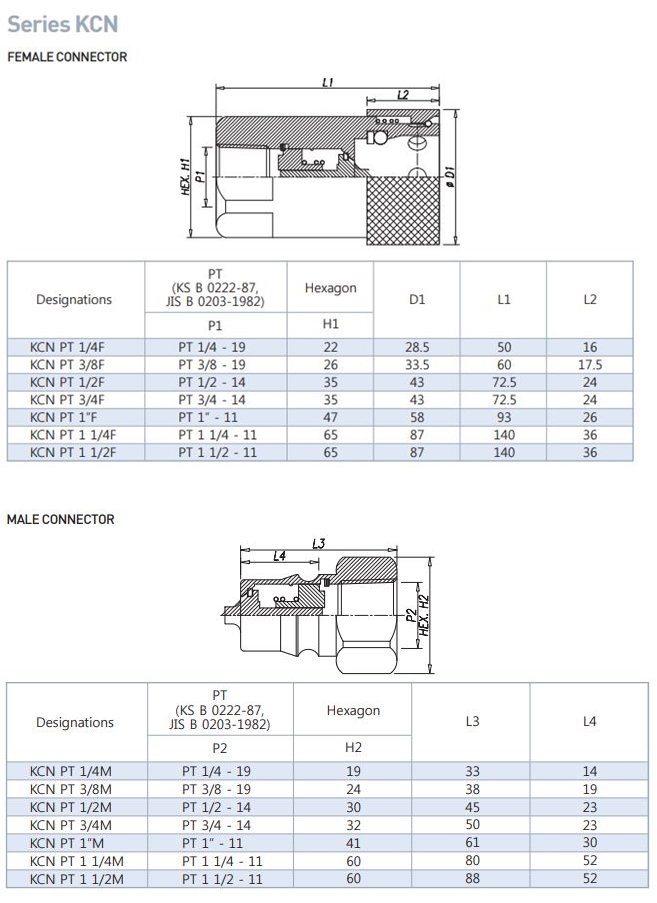 Series KCN
FEMALE CONNECTOR
L1
L2
HEX. H1
P1
ø D1
Designations PT (KS B 0222-87, JIS B 0203-1982) Hexagon D1 L1 L2
P1 H1
KCN PT 1/4F PT 1/4 - 19 22 28.5 50 16
KCN PT 3/8F PT 3/8 - 19 26 33.5 60 17.5
KCN PT 1/2F PT 1/2 - 14 35 43 72.5 24
KCN PT 3/4F PT 3/4 - 14 35 43 72.5 24
KCN PT 1"F PT 1" - 11 47 58 93 26
KCN PT 1 1/4F PT 1 1/4 - 11 65 87 140 36
KCN PT 1 1/2F PT 1 1/2 - 11 65 87 140 36
MALE CONNECTOR
L3
L4
P2
HEX. H2
Designations PT (KS B 0222-87, JIS B 0203-1982) Hexagon L3 L4
P2 H2
KCN PT 1/4M PT 1/4 - 19 19 33 14
KCN PT 3/8M PT 3/8 - 19 24 38 19
KCN PT 1/2M PT 1/2 - 14 30 45 23
KCN PT 3/4M PT 3/4 - 14 32 50 23
KCN PT 1"M PT 1" - 11 41 61 30
KCN PT 1 1/4M PT 1 1/4 - 11 60 80 52
KCN PT 1 1/2M PT 1 1/2 - 11 60 88 52